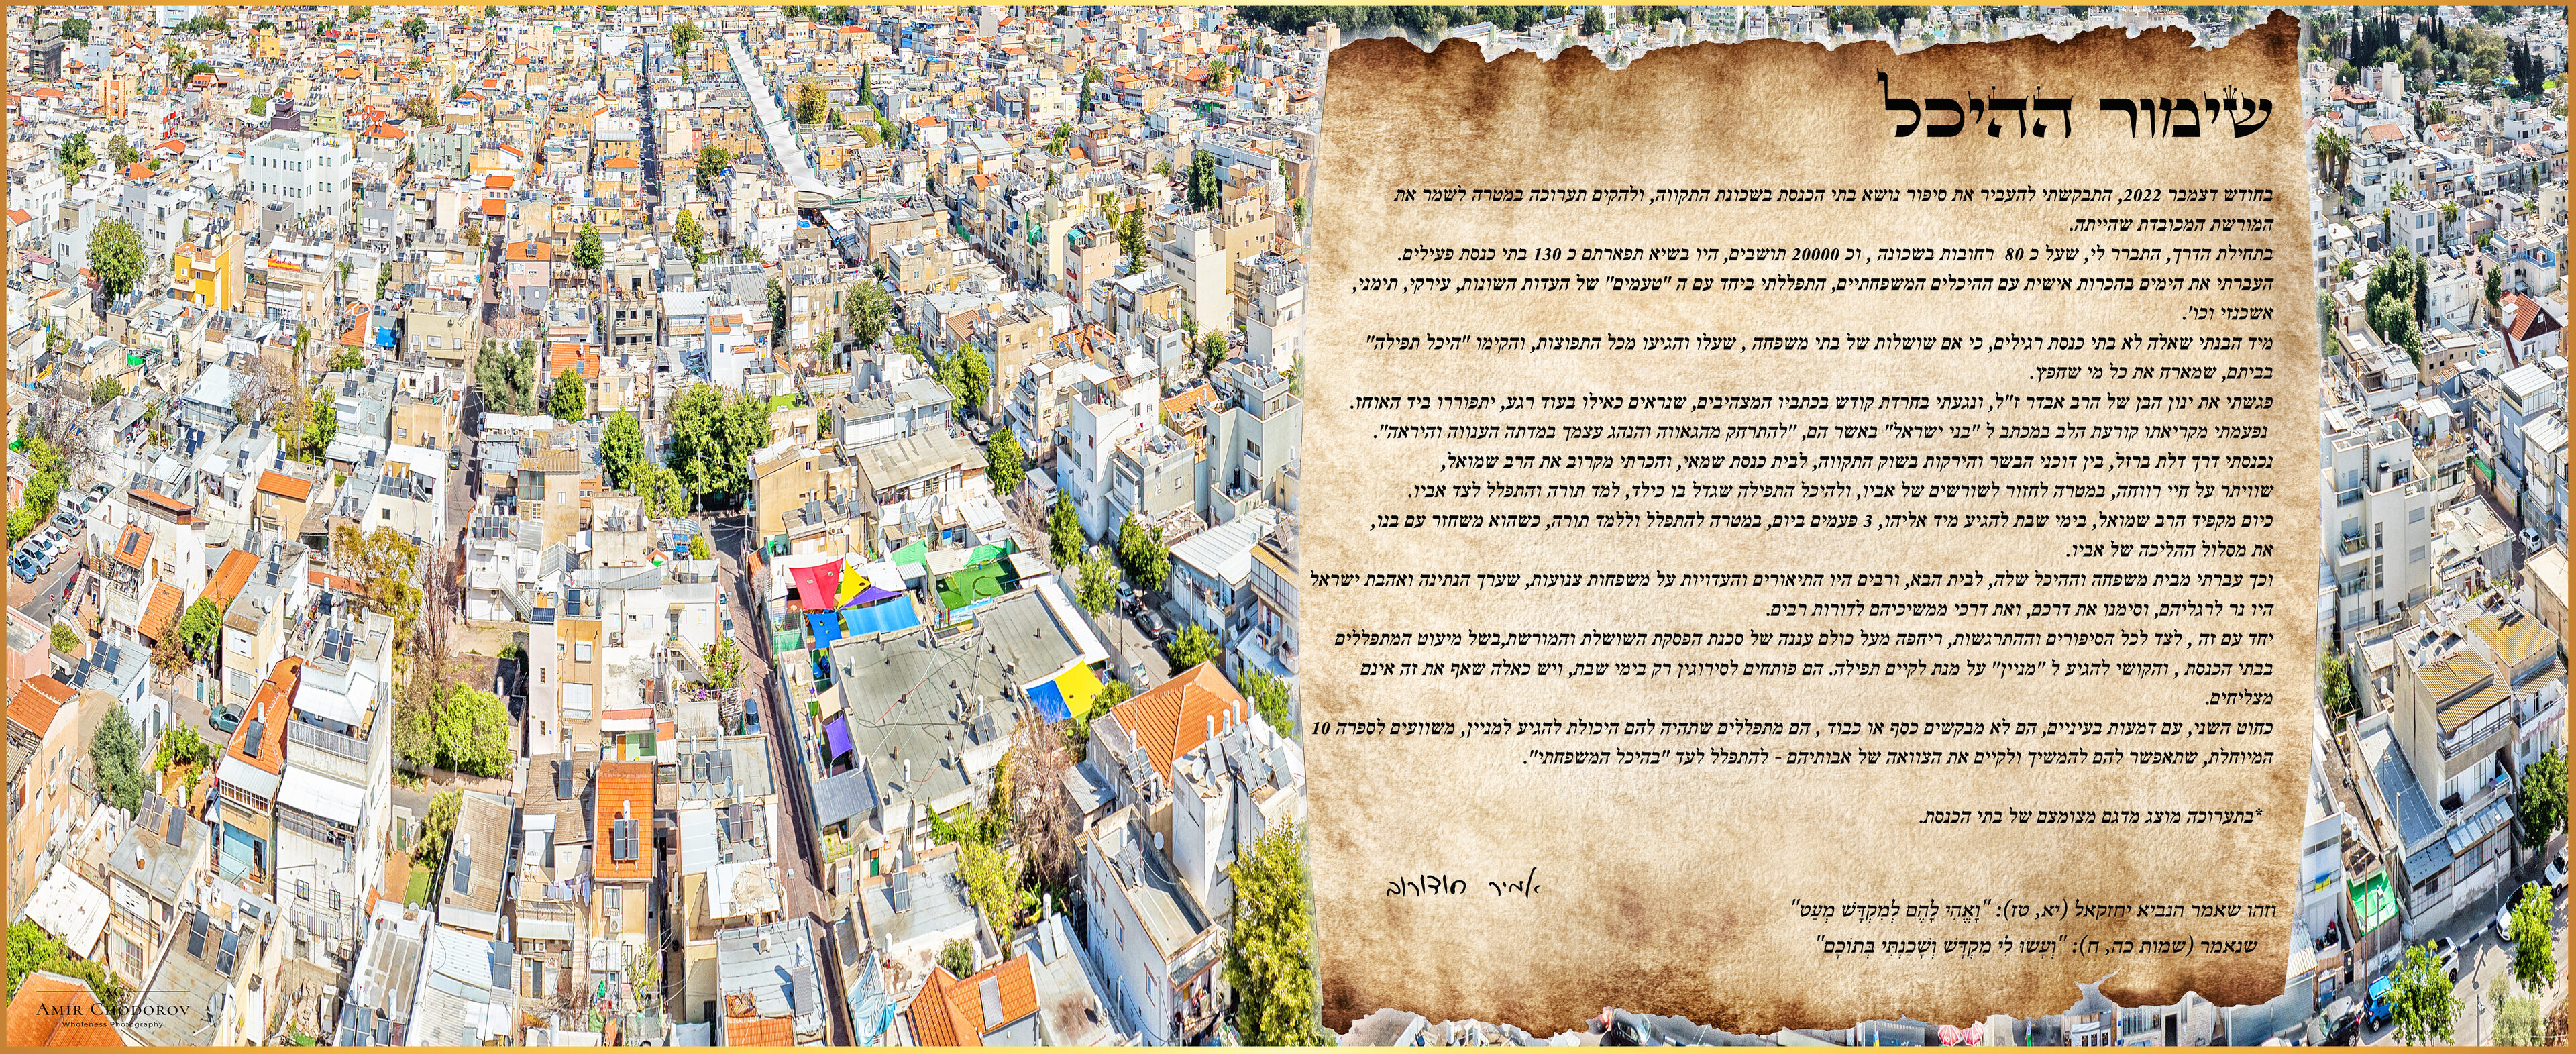 שימור ההיכל
בחודש דצמבר 2022, התבקשתי להעביר את סיפור נושא בתי הכנסת בשכונת התקווה, ולהקים תערוכה במטרה לשמר את
המורשת המכובדת שהייתה.
בתחילת הדרך, התברר לי, שעל כ 80 רחובות בשכונה , וכ 20000 תושבים, היו בשיא תפארתם כ 130 בתי כנסת פעילים.
העברתי את הימים בהכרות אישית עם ההיכלים המשפחתיים, התפללתי ביחד עם ה "טעמים" של העדות השונות, עירקי, תימני,
אשכנזי וכו'.
מיד הבנתי שאלה לא בתי כנסת רגילים, כי אם שושלות של בתי משפחה , שעלו והגיעו מכל התפוצות, והקימו "היכל תפילה"
בביתם, שמארח את כל מי שחפץ.
פגשתי את ינון הבן של הרב אבדר ז"ל, ונגעתי בחרדת קודש בכתביו המצהיבים, שנראים כאילו בעוד רגע, יתפוררו ביד האוחז.
נפעמתי מקריאתו קורעת הלב במכתב ל "בני ישראל" באשר הם, "להתרחק מהגאווה והנהג עצמך במדתה הענווה והיראה".
נכנסתי דרך דלת ברזל, בין דוכני הבשר והירקות בשוק התקווה, לבית כנסת שמאי, והכרתי מקרוב את הרב שמואל,
שוויתר על חיי רווחה, במטרה לחזור לשורשים של אביו, ולהיכל התפילה שגדל בו כילד, למד תורה והתפלל לצד אביו.
כיום מקפיד הרב שמואל, בימי שבת להגיע מיד אליהו, 3 פעמים ביום, במטרה להתפלל וללמד תורה, כשהוא משחזר עם בנו,
את מסלול ההליכה של אביו.
וכך עברתי מבית משפחה וההיכל שלה, לבית הבא, ורבים היו התיאורים והעדויות על משפחות צנועות, שערך הנתינה ואהבת ישראל
היו נר לרגליהם, וסימנו את דרכם, ואת דרכי ממשיכיהם לדורות רבים.
יחד עם זה , לצד לכל הסיפורים וההתרגשות, ריחפה מעל כולם עננה של סכנת הפסקת השושלת והמורשת,בשל מיעוט המתפללים
בבתי הכנסת , והקושי להגיע ל "מניין" על מנת לקיים תפילה. הם פותחים לסירוגין רק בימי שבת, ויש כאלה שאף את זה אינם
מצליחים.
כחוט השני, עם דמעות בעיניים, הם לא מבקשים כסף או כבוד , הם מתפללים שתהיה להם היכולת להגיע למניין, משוועים לספרה 10
המיוחלת, שתאפשר להם להמשיך ולקיים את הצוואה של אבותיהם - להתפלל לעד "בהיכל המשפחתי".
*בתערוכה מוצג מדגם מצומצם של בתי הכנסת.
אמיר חודורוב
וזהו שאמר הנביא יחזקאל (יא, טז): "וָאֱהִי לָהֶם לְמִקְדָּשׁ מְעַט"
שנאמר (שמות כה, ח): "וְעָשׂוּ לִי מִקְדָּשׁ וְשָׁכַנְתִּי בְּתוֹכָם"
AMIR CHODOROV
Wholeness Photography